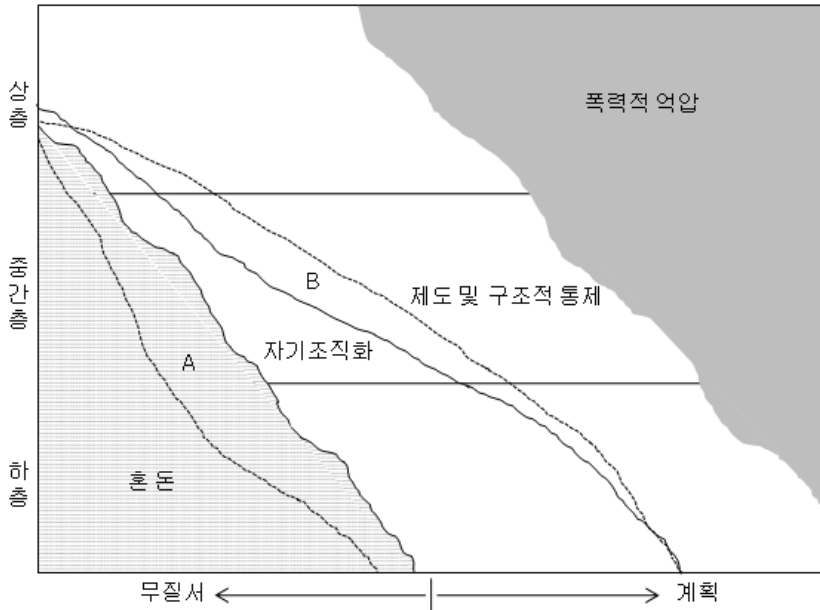 폭력적 억압
상층
B
제도 및 구조적 통제
중간층
자기조직화
A
하층
혼돈
무질서
계획